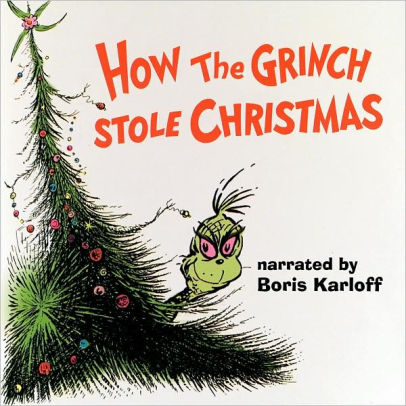 HOW THE GRINCH
STOLE CHRISTMAS
narrated by
Boris Karloff